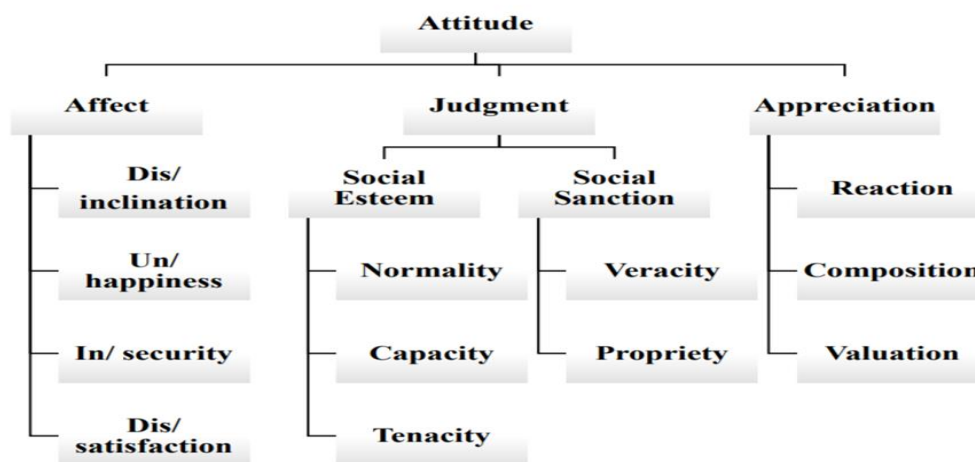 Attitude
Affect
Judgment
Appreciation
Dis/
inclination
Un/
happiness
In/ security
Dis/
satisfaction
Social
Esteem
Normality
Capacity
Tenacity
Social
Sanction
Veracity
Propriety
Reaction
Composition
Valuation